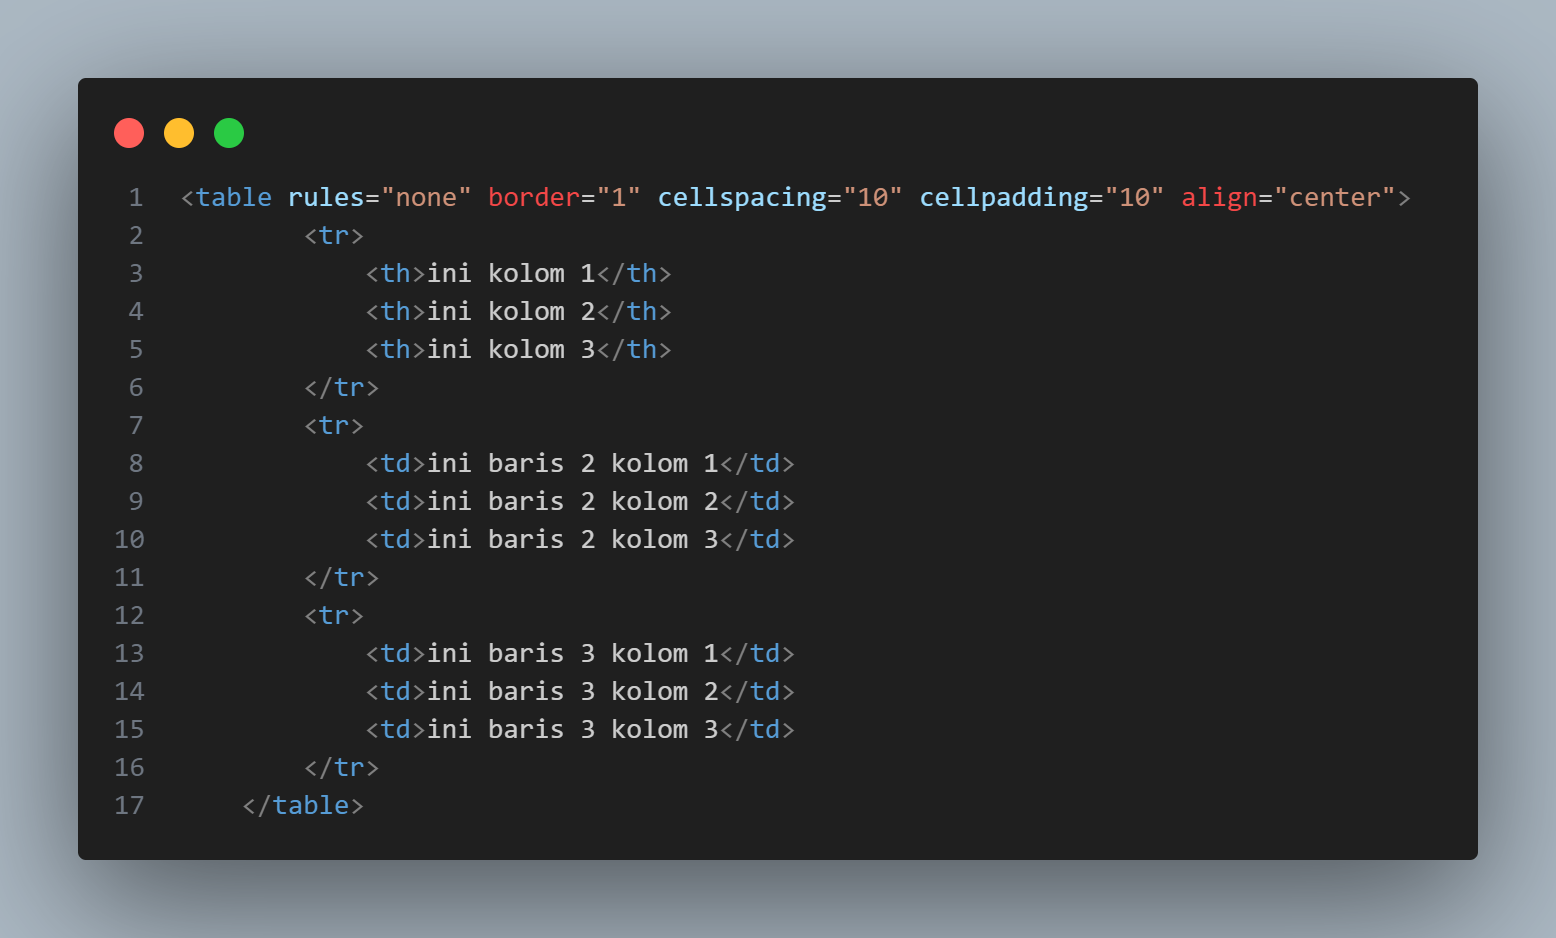 1 <table rules="none" border="1" cellspacing="10" cellpadding="10" align="center">
2         <tr>
3             <th>ini kolom 1</th>
4             <th>ini kolom 2</th>
5             <th>ini kolom 3</th>
6         </tr>
7         <tr>
8             <td>ini baris 2 kolom 1</td>
9             <td>ini baris 2 kolom 2</td>
10             <td>ini baris 2 kolom 3</td>
11         </tr>
12         <tr>
13             <td>ini baris 3 kolom 1</td>
14             <td>ini baris 3 kolom 2</td>
15             <td>ini baris 3 kolom 3</td>
16         </tr>
17     </table>